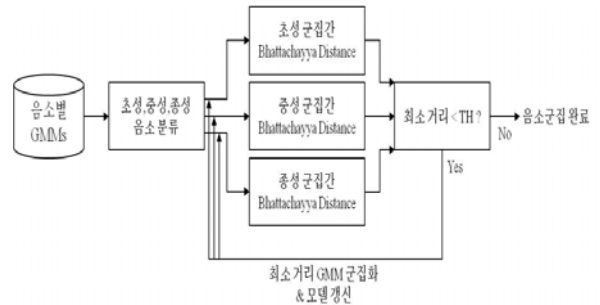 음소별
GMMs
초성,중성,종성
음소분류
초성 군집간
Bhattachayya Distance
중성 군집간
Bhattachayya Distance
종성 군집간
Bhattachayya Distance
최소 거리 < TH ?
No
음소군집 완료
Yes
최소 거리 GMM 군집화
& 모델 갱신